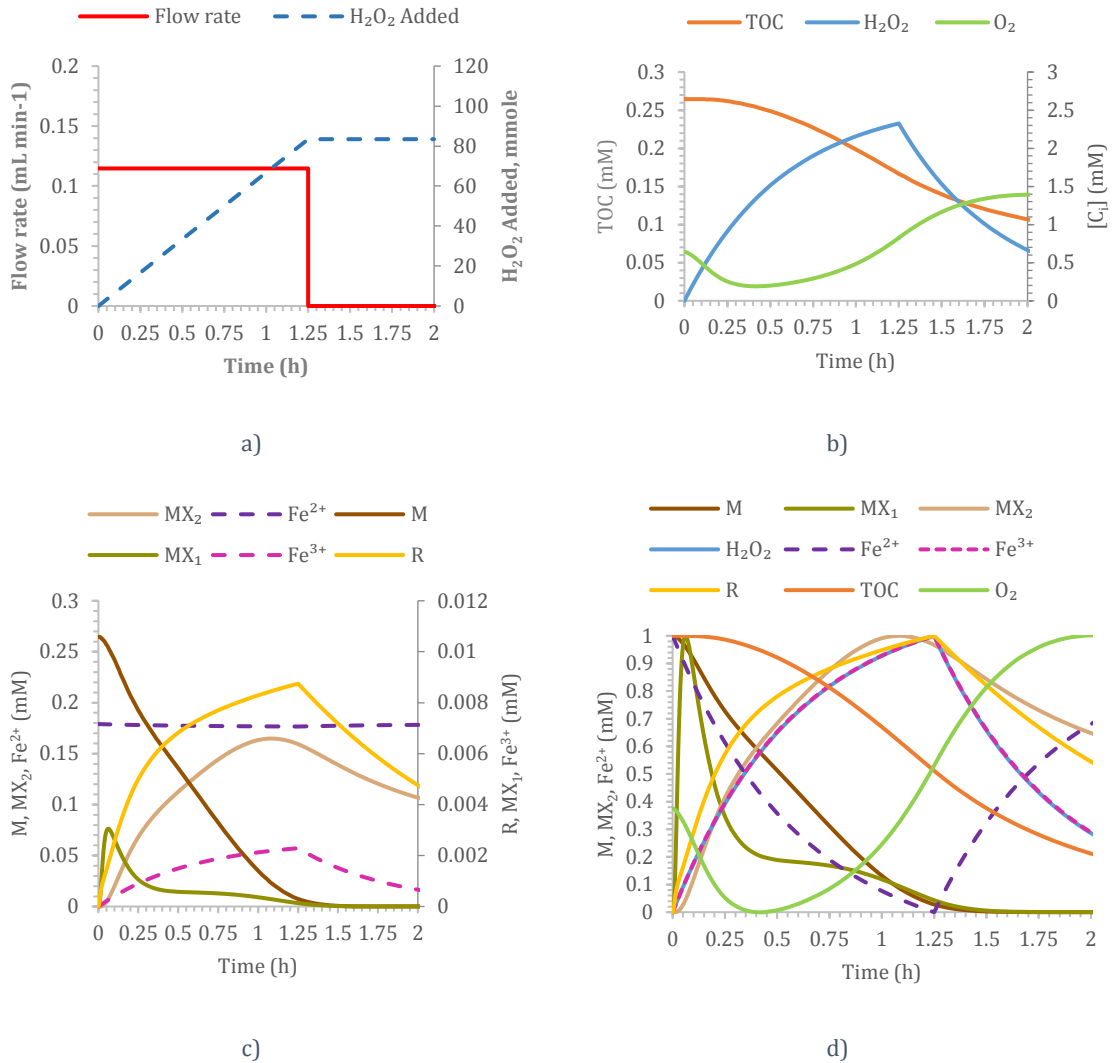 Flow rate H₂O₂ Added
0.2
0.15
0.1
0.05
0
Flow rate (mL min-1)
120
100
80
60
40
20
0
H₂O₂ Added, mmole
0 0.25 0.5 0.75 1 1.25 1.5 1.75 2
Time (h)
a)
TOC H₂O₂ O₂
0.3
0.25
0.2
0.15
0.1
0.05
0
TOC (mM)
3
2.5
2
1.5
1
0.5
0
[Cᵢ] (mM)
0 0.25 0.5 0.75 1 1.25 1.5 1.75 2
Time (h)
b)
MX₂ Fe²⁺ M
MX₁ Fe³⁺ R
0.3
0.25
0.2
0.15
0.1
0.05
0
M, MX₂, Fe²⁺ (mM)
0.012
0.01
0.008
0.006
0.004
0.002
0
R, MX₁, Fe³⁺ (mM)
0 0.25 0.5 0.75 1 1.25 1.5 1.75 2
Time (h)
c)
M MX₁ MX₂
H₂O₂ Fe²⁺ Fe³⁺
R TOC O₂
1
0.9
0.8
0.7
0.6
0.5
0.4
0.3
0.2
0.1
0
M, MX₂, Fe²⁺ (mM)
0 0.25 0.5 0.75 1 1.25 1.5 1.75 2
Time (h)
d)